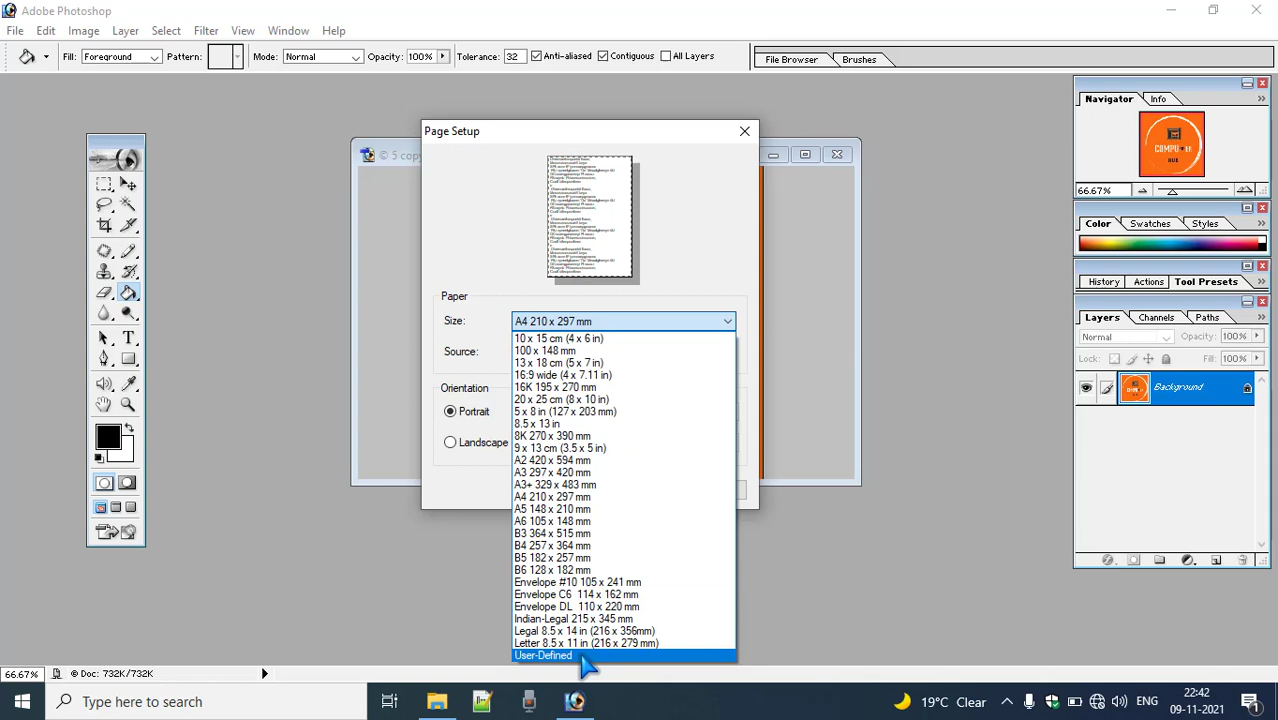 Adobe Photoshop
File Edit Image Layer Select Filter View Window Help
Fill: Foreground Pattern: Mode: Normal Opacity: 100% Tolerance: 32 Anti-aliased Contiguous All Layers File Browser Brushes
Page Setup
© 5 copy
Navigator Info
COMPU
HUB
66.67%
Color Swatches Styles
History Actions Tool Presets
Layers Channels Paths
Normal Opacity: 100%
Lock: Fill: 100%
Background
Paper
Size: A4 210 x 297 mm
Source:
Orientation
Portrait
Landscape
10 x 15 cm (4 x 6 in)
100 x 148 mm
13 x 18 cm (5 x 7 in)
16:9 wide (4 x 7.11 in)
16K 195 x 270 mm
20 x 25 cm (8 x 10 in)
5 x 8 in (127 x 203 mm)
8.5 x 13 in
8K 270 x 390 mm
9 x 13 cm (3.5 x 5 in)
A2 420 x 594 mm
A3 297 x 420 mm
A3+ 329 x 483 mm
A4 210 x 297 mm
A5 148 x 210 mm
A6 105 x 148 mm
B3 364 x 515 mm
B4 257 x 364 mm
B5 182 x 257 mm
B6 128 x 182 mm
Envelope #10 105 x 241 mm
Envelope C6 114 x 162 mm
Envelope DL 110 x 220 mm
Indian-Legal 215 x 345 mm
Legal 8.5 x 14 in (216 x 356mm)
Letter 8.5 x 11 in (216 x 279 mm)
User-Defined
66.67% Doc: 732K/732K
Type here to search
19°C Clear ENG 22:42
09-11-2021
1